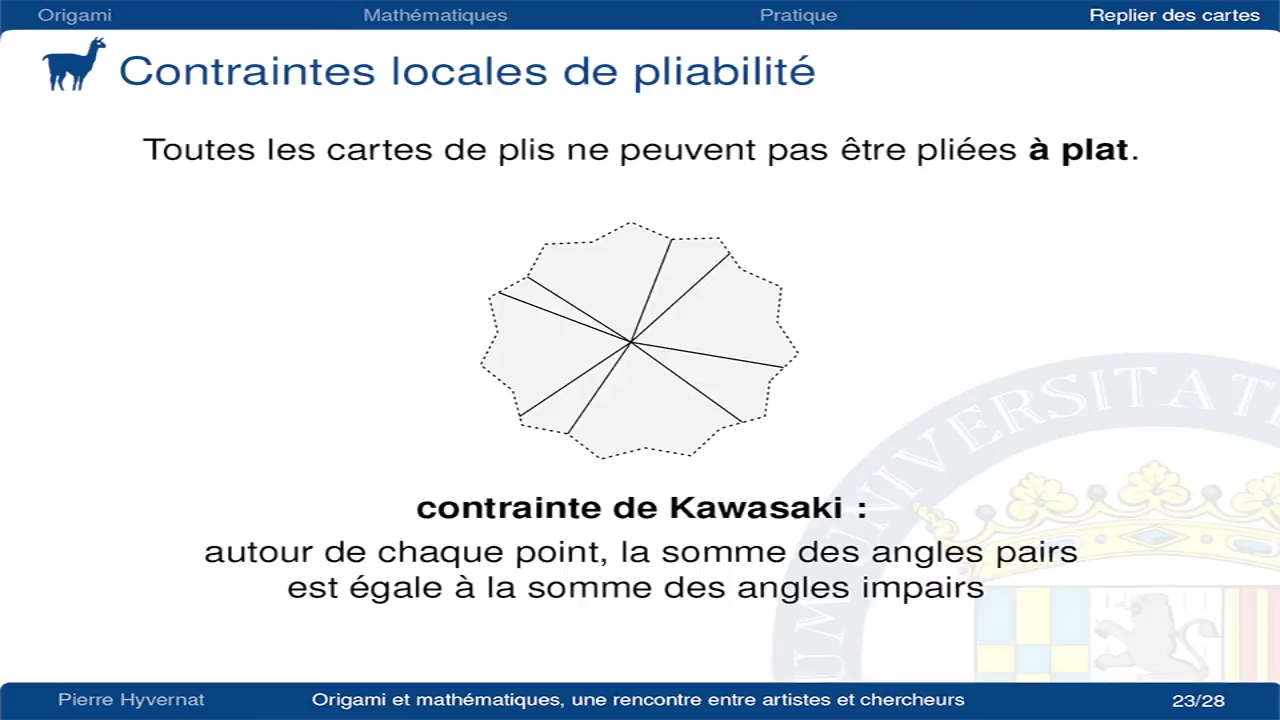 Origami Mathématiques Pratique Replier des cartes
Contraintes locales de pliabilité
Toutes les cartes de plis ne peuvent pas être pliées à plat.
contrainte de Kawasaki :
autour de chaque point, la somme des angles pairs
est égale à la somme des angles impairs
Pierre Hyvernat Origami et mathématiques, une rencontre entre artistes et chercheurs 23/28